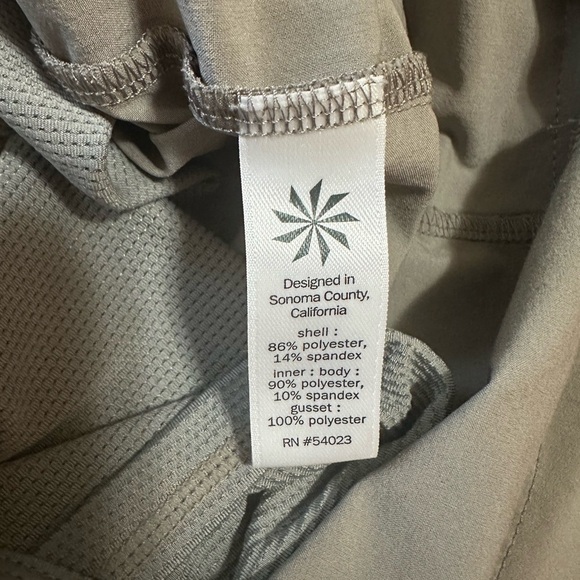 Designed in
Sonoma County,
California
shell :
86% polyester,
14% spandex
inner : body :
90% polyester,
10% spandex
gusset :
100% polyester
RN #54023